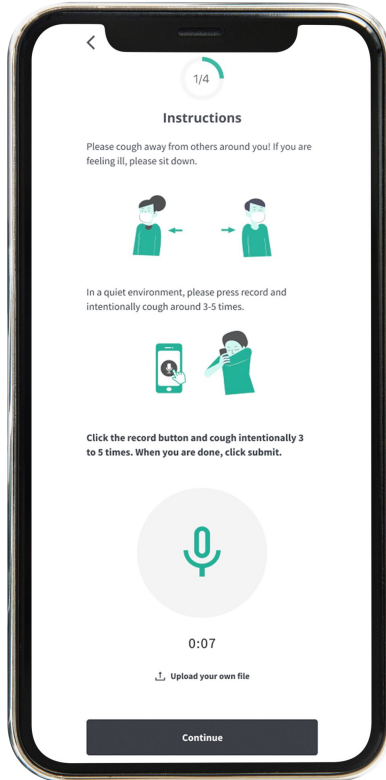 1/4
Instructions
Please cough away from others around you! If you are
feeling ill, please sit down.
In a quiet environment, please press record and
intentionally cough around 3-5 times.
Click the record button and cough intentionally 3
to 5 times. When you are done, click submit.
0:07
Upload your own file
Continue